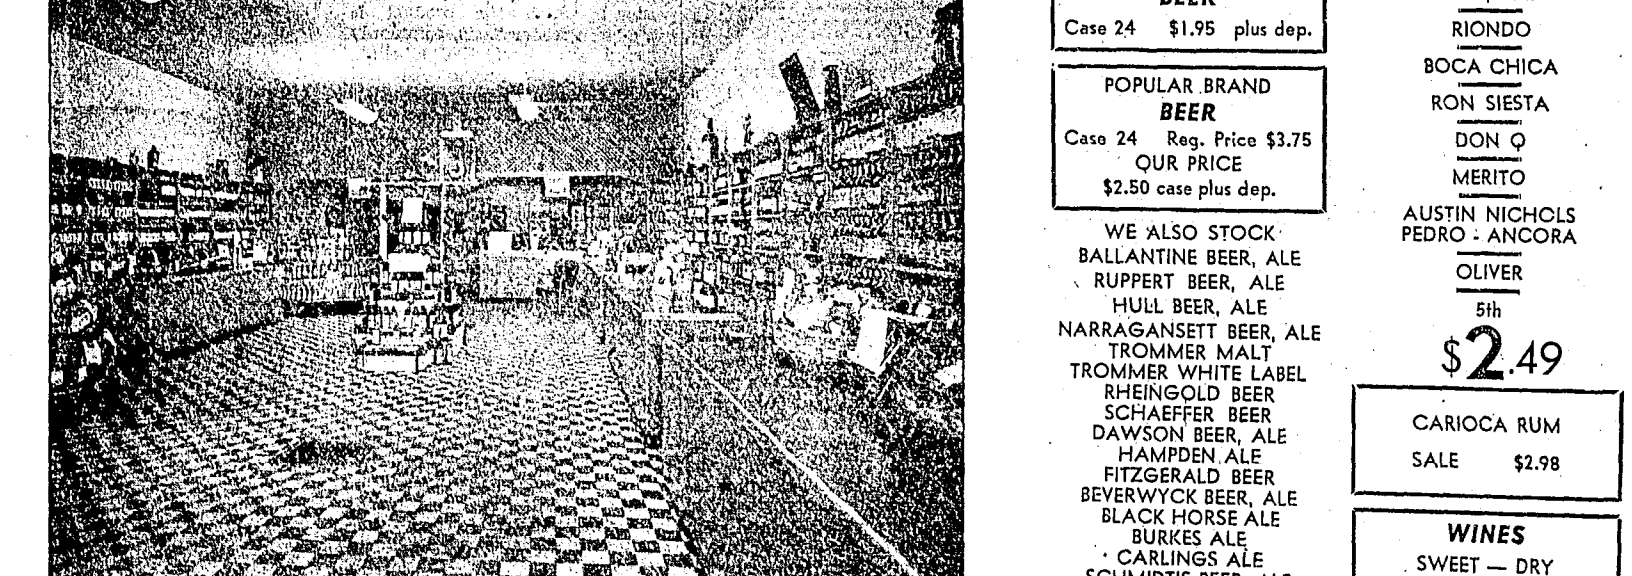 BEER
Case 24 $1.95 plus dep.
POPULAR BRAND
BEER
Case 24 Reg. Price $3.75
OUR PRICE
$2.50 case plus dep.
WE ALSO STOCK
BALLANTINE BEER, ALE
RUPPERT BEER, ALE
HULL BEER, ALE
NARRAGANSETT BEER, ALE
TROMMER MALT
TROMMER WHITE LABEL
RHEINGOLD BEER
SCHAEFFER BEER
DAWSON BEER, ALE
HAMPDEN ALE
FITZGERALD BEER
BEVERWYCK BEER, ALE
BLACK HORSE ALE
BURKES ALE
CARLINGS ALE
RIONDO
BOCA CHICA
RON SIESTA
DON Q
MERITO
AUSTIN NICHOLS
PEDRO - ANCORA
OLIVER
5th
$2.49
CARIOCA RUM
SALE $2.98
WINES
SWEET — DRY